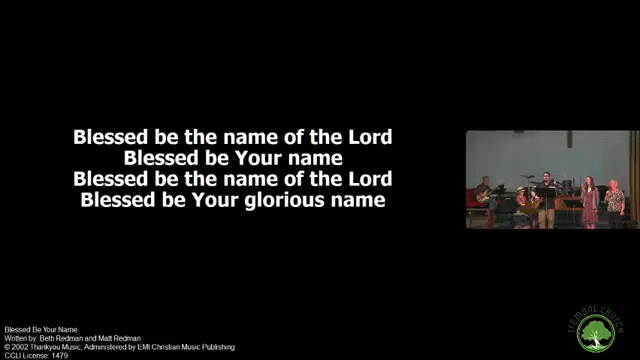 Blessed be the name of the Lord
Blessed be Your name
Blessed be the name of the Lord
Blessed be Your glorious name
Blessed Be Your Name
Written by: Beth Redman and Matt Redman
© 2002 Thankyou Music, Administered by EMI Christian Music Publishing
CCLI License: 1479
TREMONT CHURCH